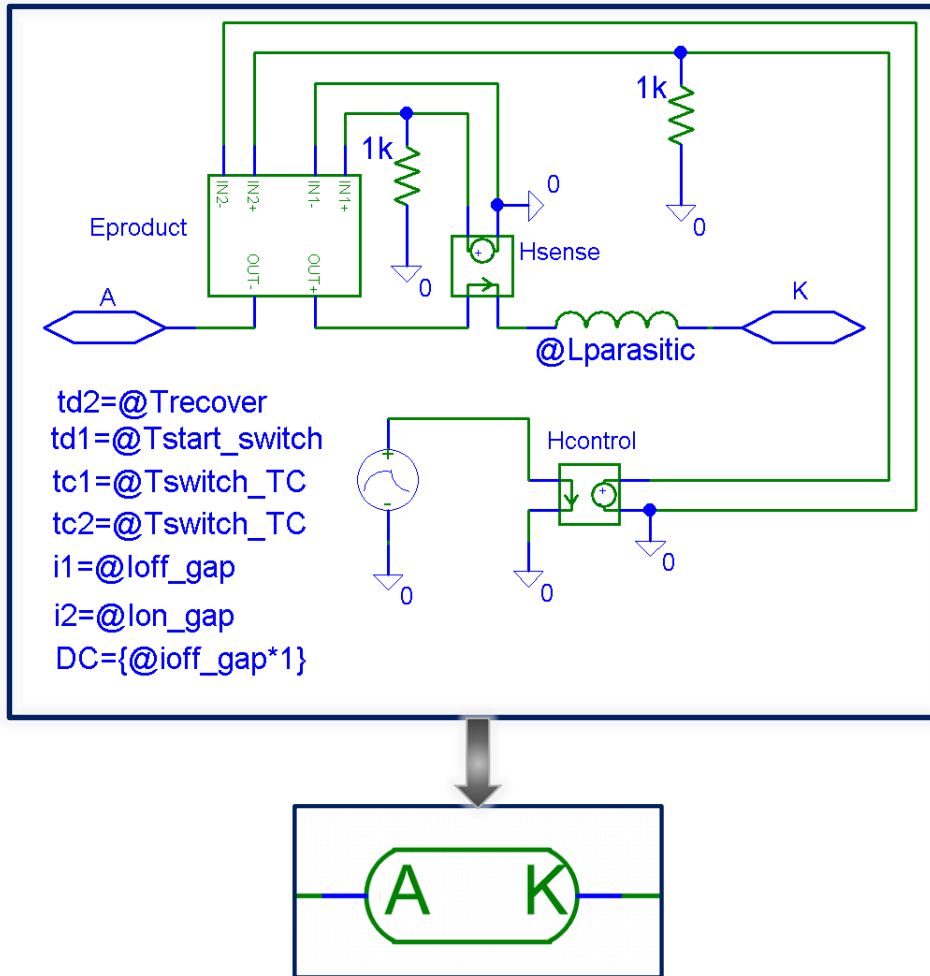 1k
1k
0
IN2-
IN2+
IN1-
IN1+
Eproduct
OUT-
OUT+
0
Hsense
0
A
K
@Lparasitic
td2=@Trecover
td1=@Tstart_switch
Hcontrol
tc1=@Tswitch_TC
tc2=@Tswitch_TC
0
i1=@Ioff_gap
0
0
i2=@Ion_gap
DC={@ioff_gap*1}
A K